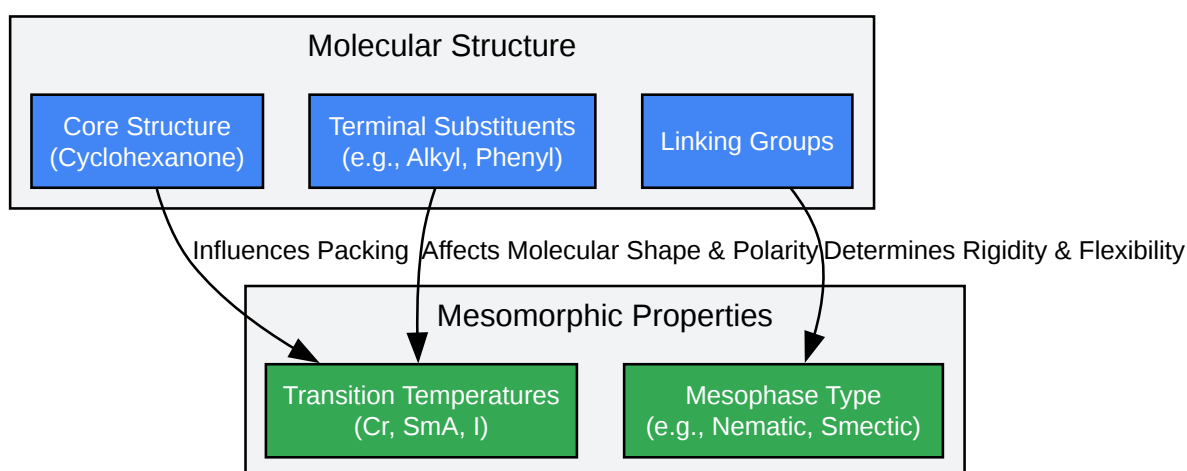 Molecular Structure
Core Structure
(Cyclohexanone)
Terminal Substituents
(e.g., Alkyl, Phenyl)
Linking Groups
Influences Packing
Affects Molecular Shape & Polarity
Determines Rigidity & Flexibility
Mesomorphic Properties
Transition Temperatures
(Cr, SmA, I)
Mesophase Type
(e.g., Nematic, Smectic)